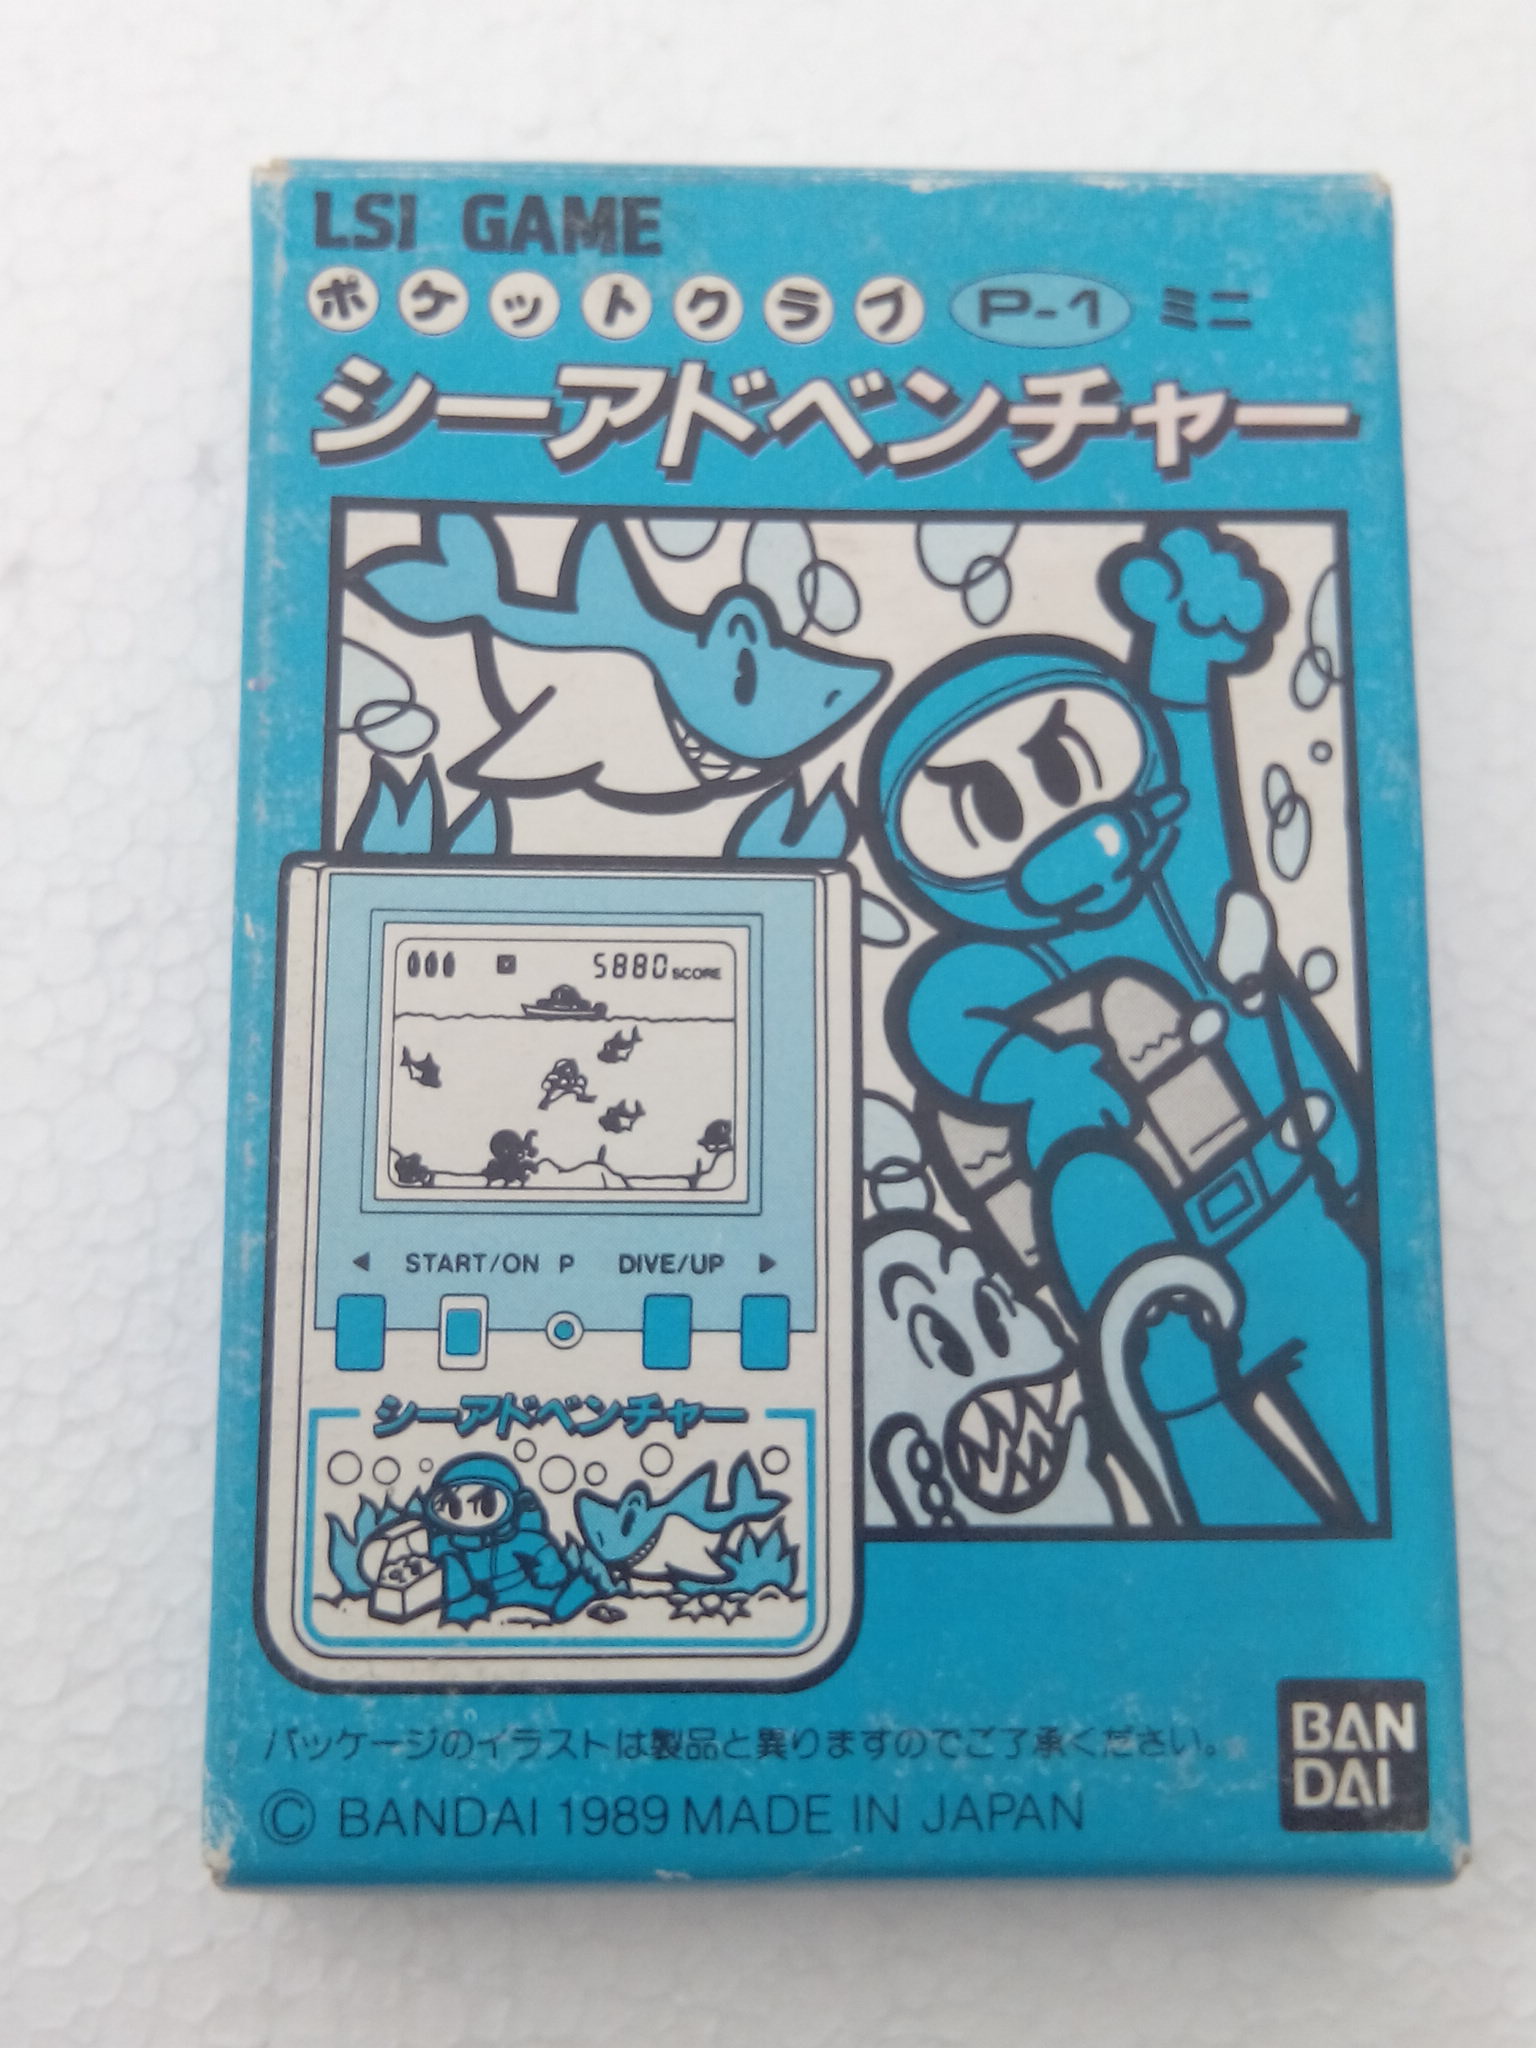 LSI GAME
ポケットクラブ P-1 ミニ
シーアドベンチャー
5880 SCORE
◀ START/ON P DIVE/UP ▶
シーアドベンチャー
パッケージのイラストは製品と異りますのでご了承ください。
© BANDAI 1989 MADE IN JAPAN
BAN
DAI